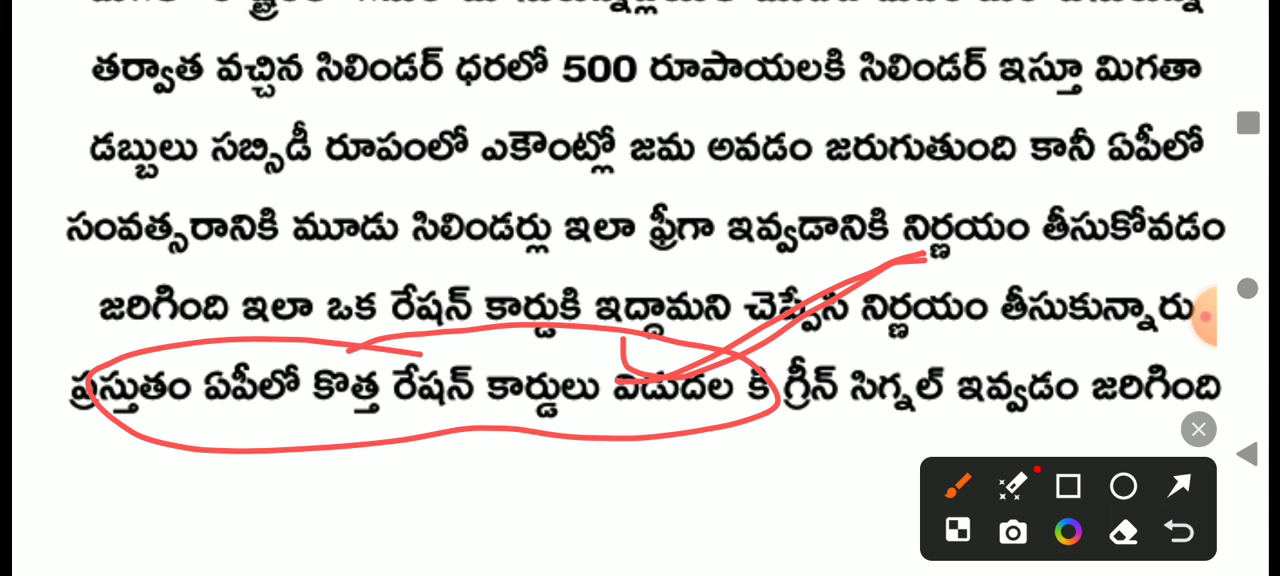 తర్వాత వచ్చిన సిలిండర్ ధరలో 500 రూపాయలకి సిలిండర్ ఇస్తూ మిగతా
డబ్బులు సబ్సిడీ రూపంలో ఎకౌంట్లో జమ అవడం జరుగుతుంది కానీ ఏపీలో
సంవత్సరానికి మూడు సిలిండర్లు ఇలా ఫ్రీగా ఇవ్వడానికి నిర్ణయం తీసుకోవడం
జరిగింది ఇలా ఒక రేషన్ కార్డుకి ఇద్దామని చెప్పేస నిర్ణయం తీసుకున్నారు
ప్రస్తుతం ఏపీలో కొత్త రేషన్ కార్డులు విడుదల కి గ్రీన్ సిగ్నల్ ఇవ్వడం జరిగింది